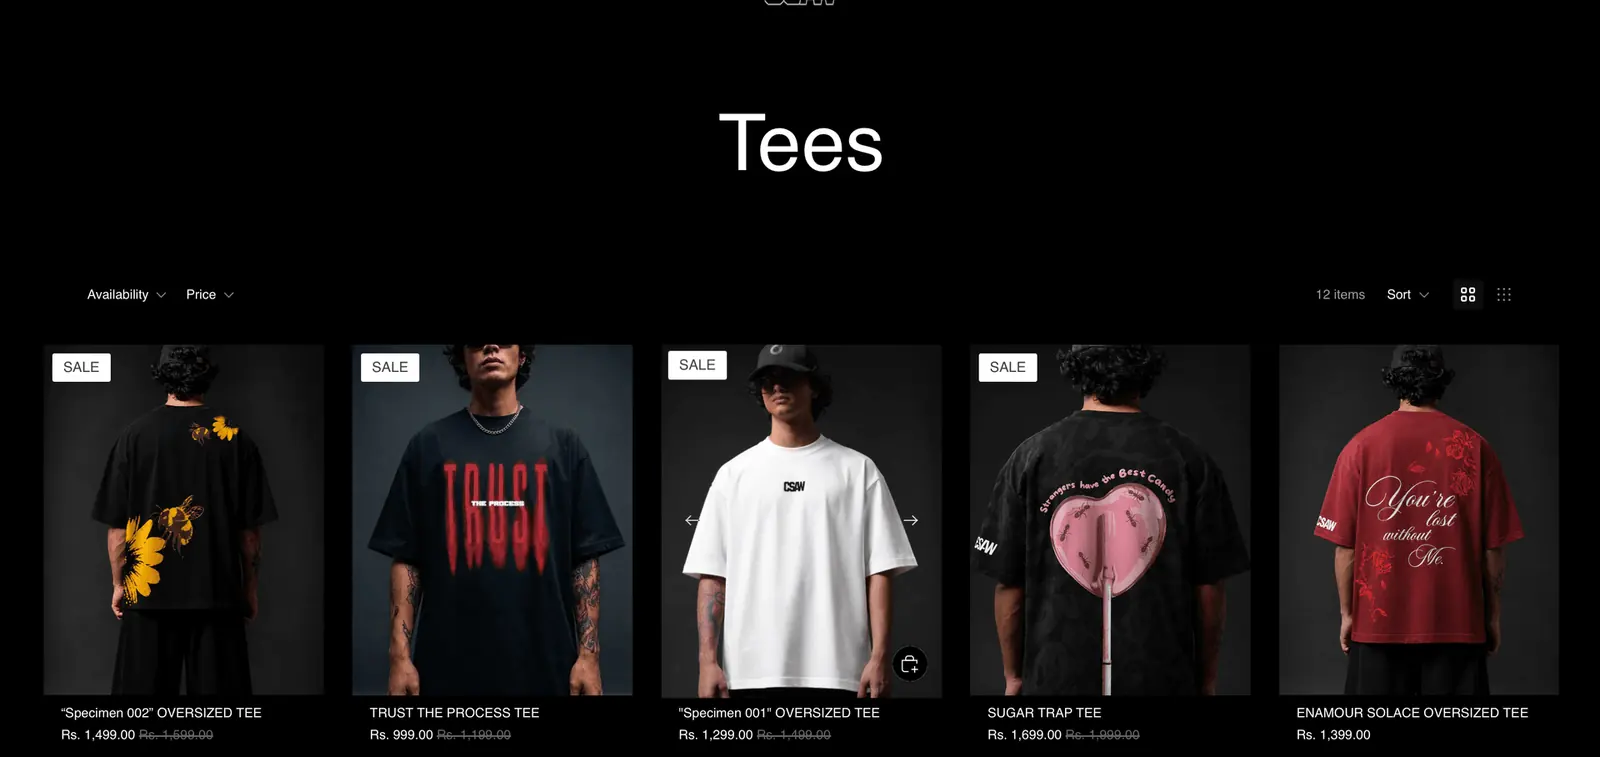 CSAW
Tees
Availability Price
12 items Sort
SALE
SALE
SALE
SALE
TRUST
THE PROCESS
CSAW
Strangers have the Best Candy
CSAW
You're
lost
without
Me.
CSAW
“Specimen 002” OVERSIZED TEE
Rs. 1,499.00 Rs. 1,599.00
TRUST THE PROCESS TEE
Rs. 999.00 Rs. 1,199.00
"Specimen 001" OVERSIZED TEE
Rs. 1,299.00 Rs. 1,499.00
SUGAR TRAP TEE
Rs. 1,699.00 Rs. 1,999.00
ENAMOUR SOLACE OVERSIZED TEE
Rs. 1,399.00